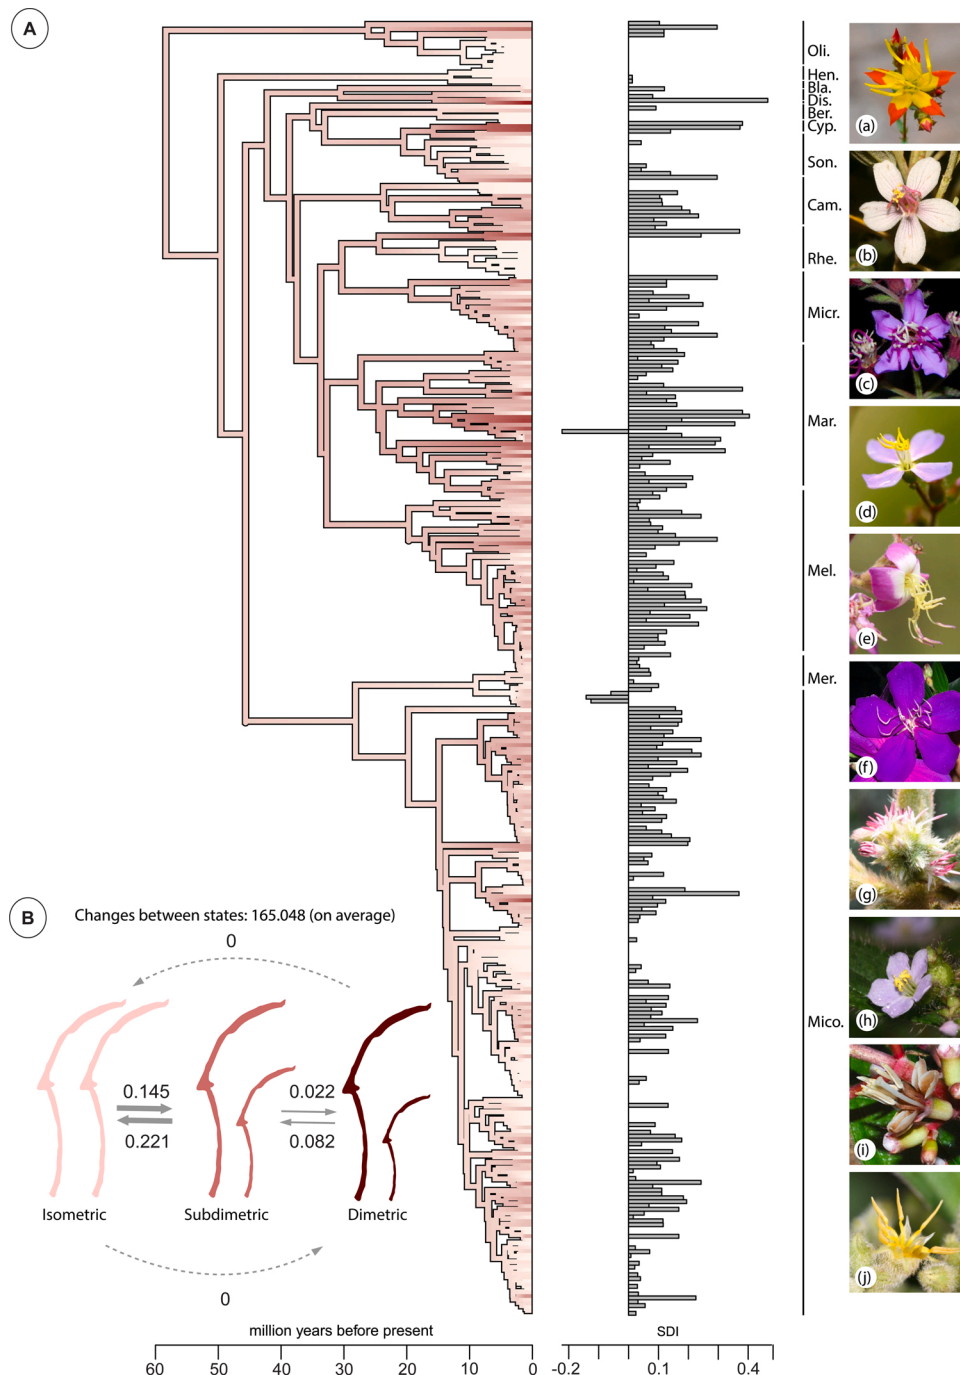 A
Oli.
Hen.
Bla.
Dis.
Ber.
Cyp.
Son.
Cam.
Rhe.
Micr.
Mar.
Mel.
Mer.
Mico.
(a)
(b)
(c)
(d)
(e)
(f)
(g)
(h)
(i)
(j)
B
Changes between states: 165.048 (on average)
0
0.145
0.022
0.221
0.082
Isometric
Subdimetric
Dimetric
0
million years before present
SDI
60
50
40
30
20
10
0
-0.2
0.1
0.4